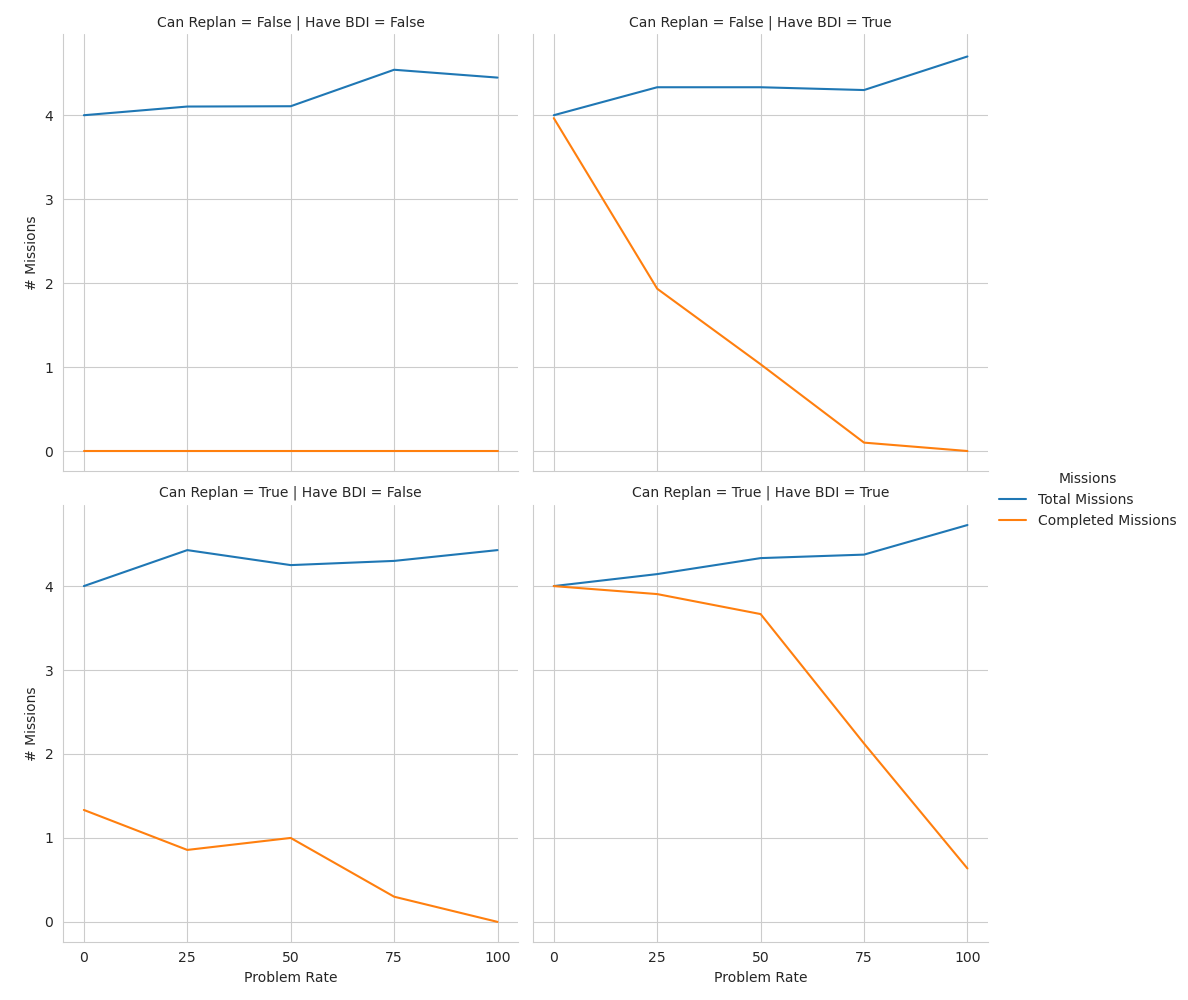 Can Replan = False | Have BDI = False
Can Replan = False | Have BDI = True
4
3
2
1
0
# Missions
Can Replan = True | Have BDI = False
Can Replan = True | Have BDI = True
4
3
2
1
0
# Missions
0 25 50 75 100
0 25 50 75 100
Problem Rate
Problem Rate
Missions
Total Missions
Completed Missions